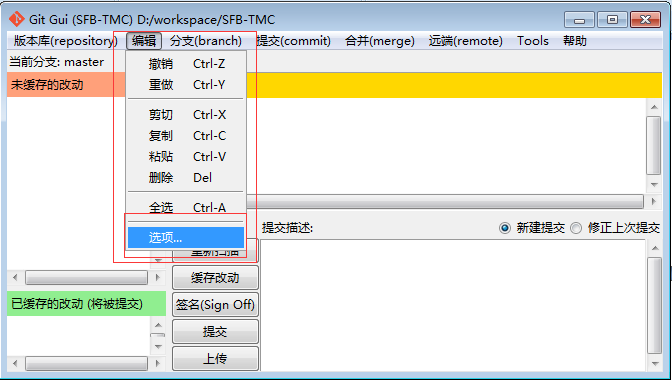 Git Gui (SFB-TMC) D:/workspace/SFB-TMC
版本库(repository) 编辑 分支(branch) 提交(commit) 合并(merge) 远端(remote) Tools 帮助
当前分支: master
未缓存的改动
撤销 Ctrl-Z
重做 Ctrl-Y
剪切 Ctrl-X
复制 Ctrl-C
粘贴 Ctrl-V
删除 Del
全选 Ctrl-A
选项...
提交描述:
新建提交
修正上次提交
重新扫描
缓存改动
已缓存的改动 (将被提交)
签名(Sign Off)
提交
上传